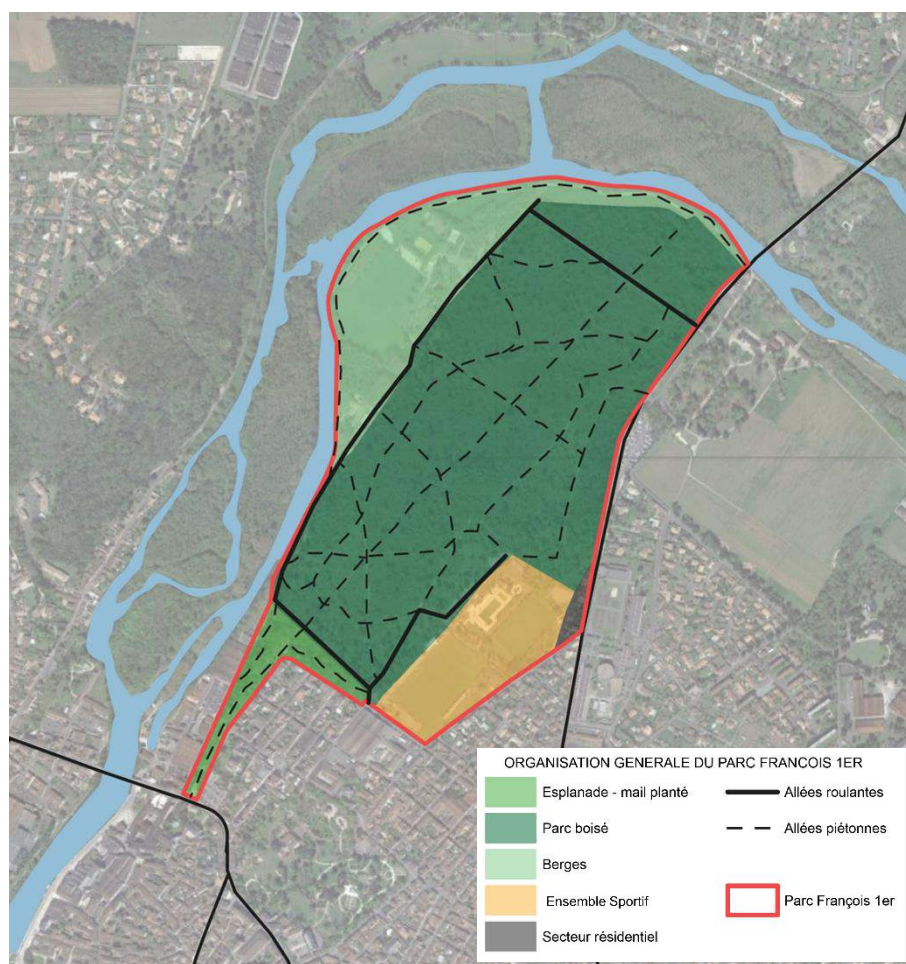 ORGANISATION GENERALE DU PARC FRANCOIS 1ER
Esplanade - mail planté
Parc boisé
Berges
Ensemble Sportif
Secteur résidentiel
Allées roulantes
Allées piétonnes
Parc François 1er